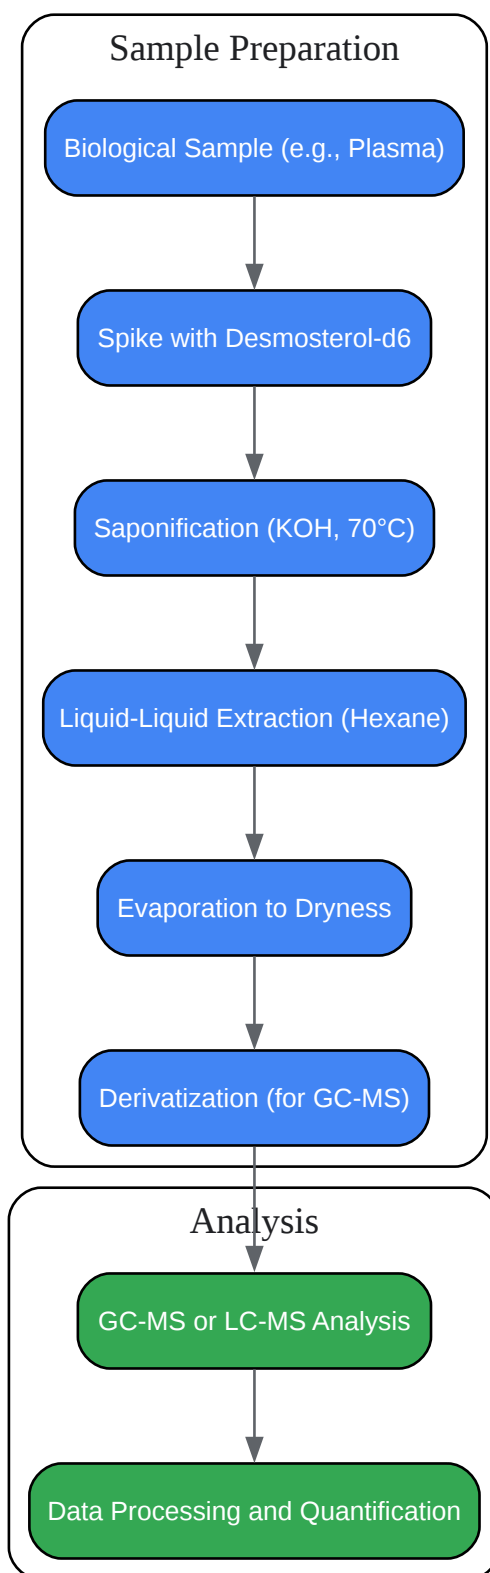 Sample Preparation
Biological Sample (e.g., Plasma)
Spike with Desmosterol-d6
Saponification (KOH, 70°C)
Liquid-Liquid Extraction (Hexane)
Evaporation to Dryness
Derivatization (for GC-MS)
Analysis
GC-MS or LC-MS Analysis
Data Processing and Quantification